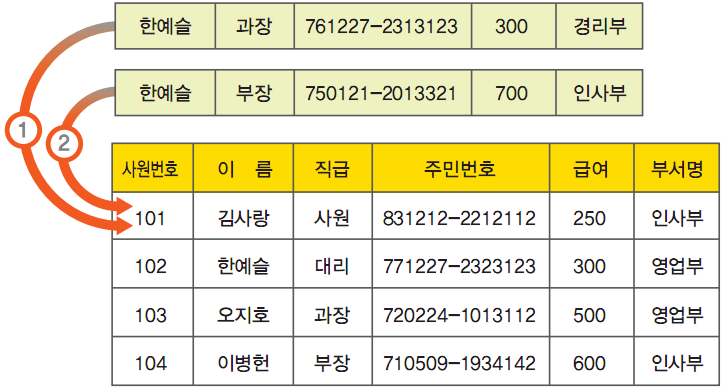 한예슬 과장 761227-2313123 300 경리부
한예슬 부장 750121-2013321 700 인사부
1
2
사원번호 이 름 직급 주민번호 급여 부서명
101 김사랑 사원 831212-2212112 250 인사부
102 한예슬 대리 771227-2323123 300 영업부
103 오지호 과장 720224-1013112 500 영업부
104 이병헌 부장 710509-1934142 600 인사부